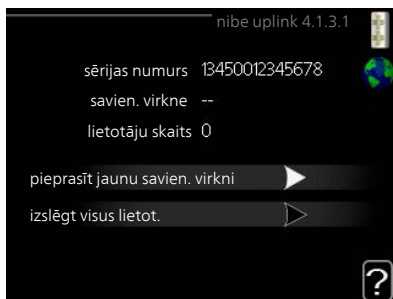 nibe uplink 4.1.3.1
sērijas numurs 13450012345678
savien. virkne --
lietotāju skaits 0
pieprasīt jaunu savien. virkni
izslēgt visus lietot.
?